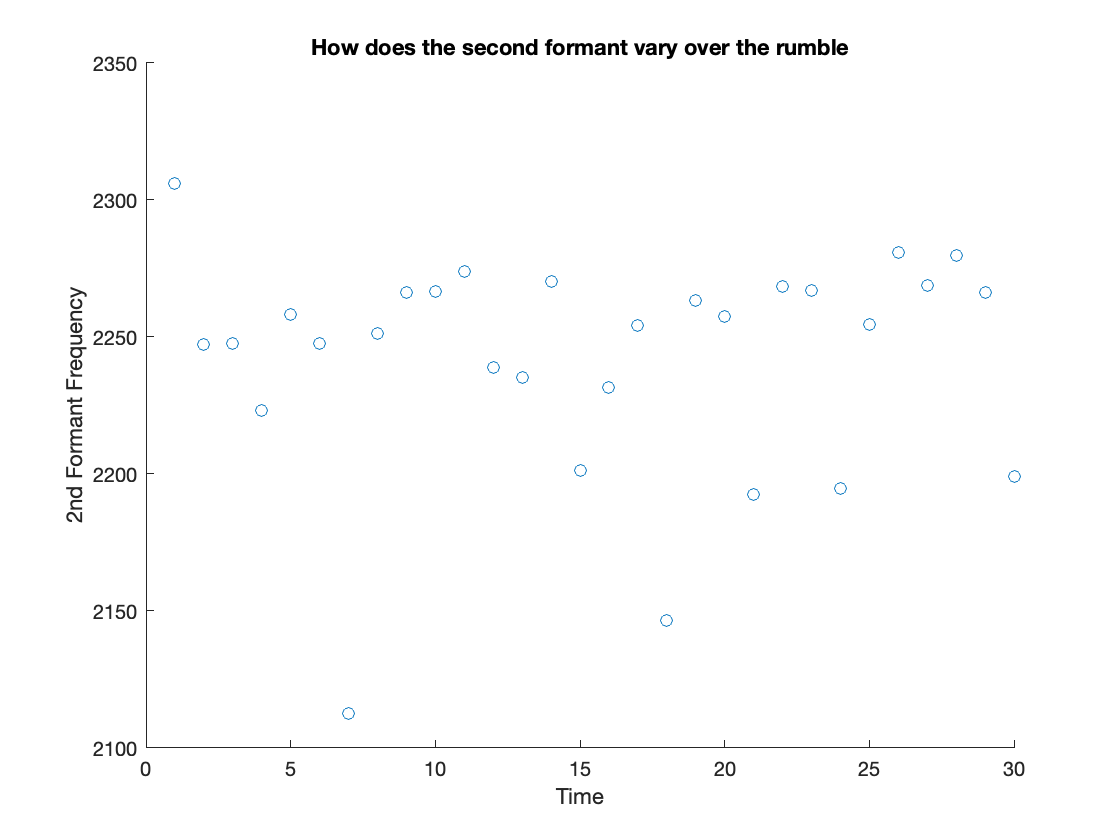 How does the second formant vary over the rumble
2350
2300
2250
2200
2150
2100
2nd Formant Frequency
0 5 10 15 20 25 30
Time